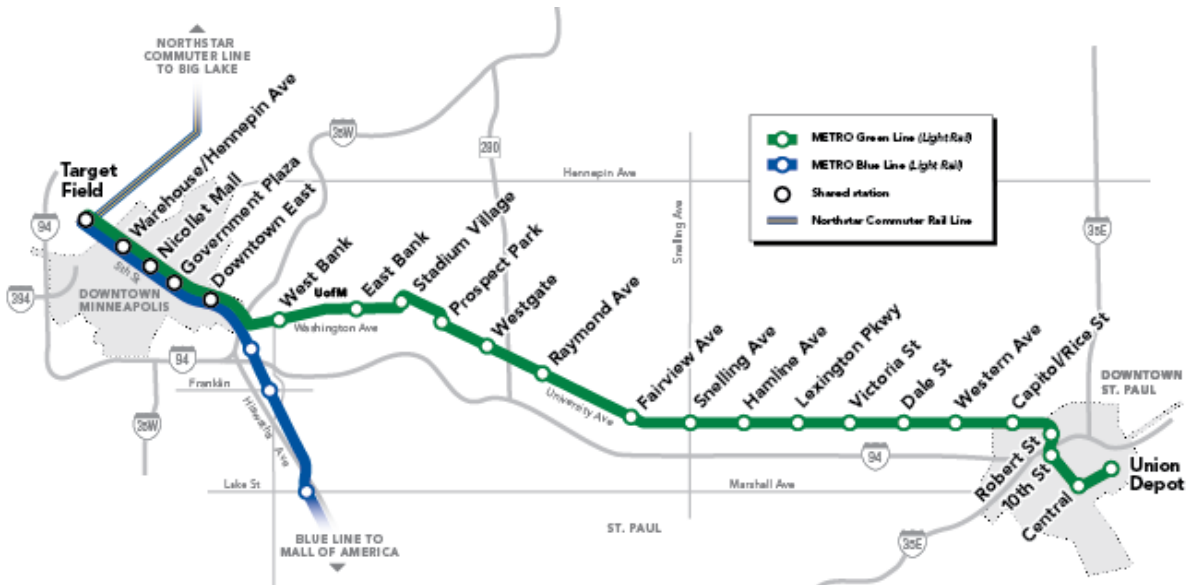 NORTHSTAR
COMMUTER LINE
TO BIG LAKE
Target
Field
Warehouse/Hennepin Ave
Nicollet Mall
Government Plaza
Downtown East
West Bank
UofM
East Bank
Stadium Village
Prospect Park
Westgate
Raymond Ave
Fairview Ave
Snelling Ave
Hamline Ave
Lexington Pkwy
Victoria St
Dale St
Western Ave
Capitol/Rice St
Robert St
10th St
Central
Union
Depot
DOWNTOWN
MINNEAPOLIS
DOWNTOWN
ST. PAUL
ST. PAUL
5th St
Washington Ave
University Ave
Hennepin Ave
Snelling Ave
Franklin
Hiawatha Ave
Lake St
Marshall Ave
BLUE LINE TO
MALL OF AMERICA
94
394
35W
94
35W
280
94
35E
35E
METRO Green Line (Light Rail)
METRO Blue Line (Light Rail)
Shared station
Northstar Commuter Rail Line